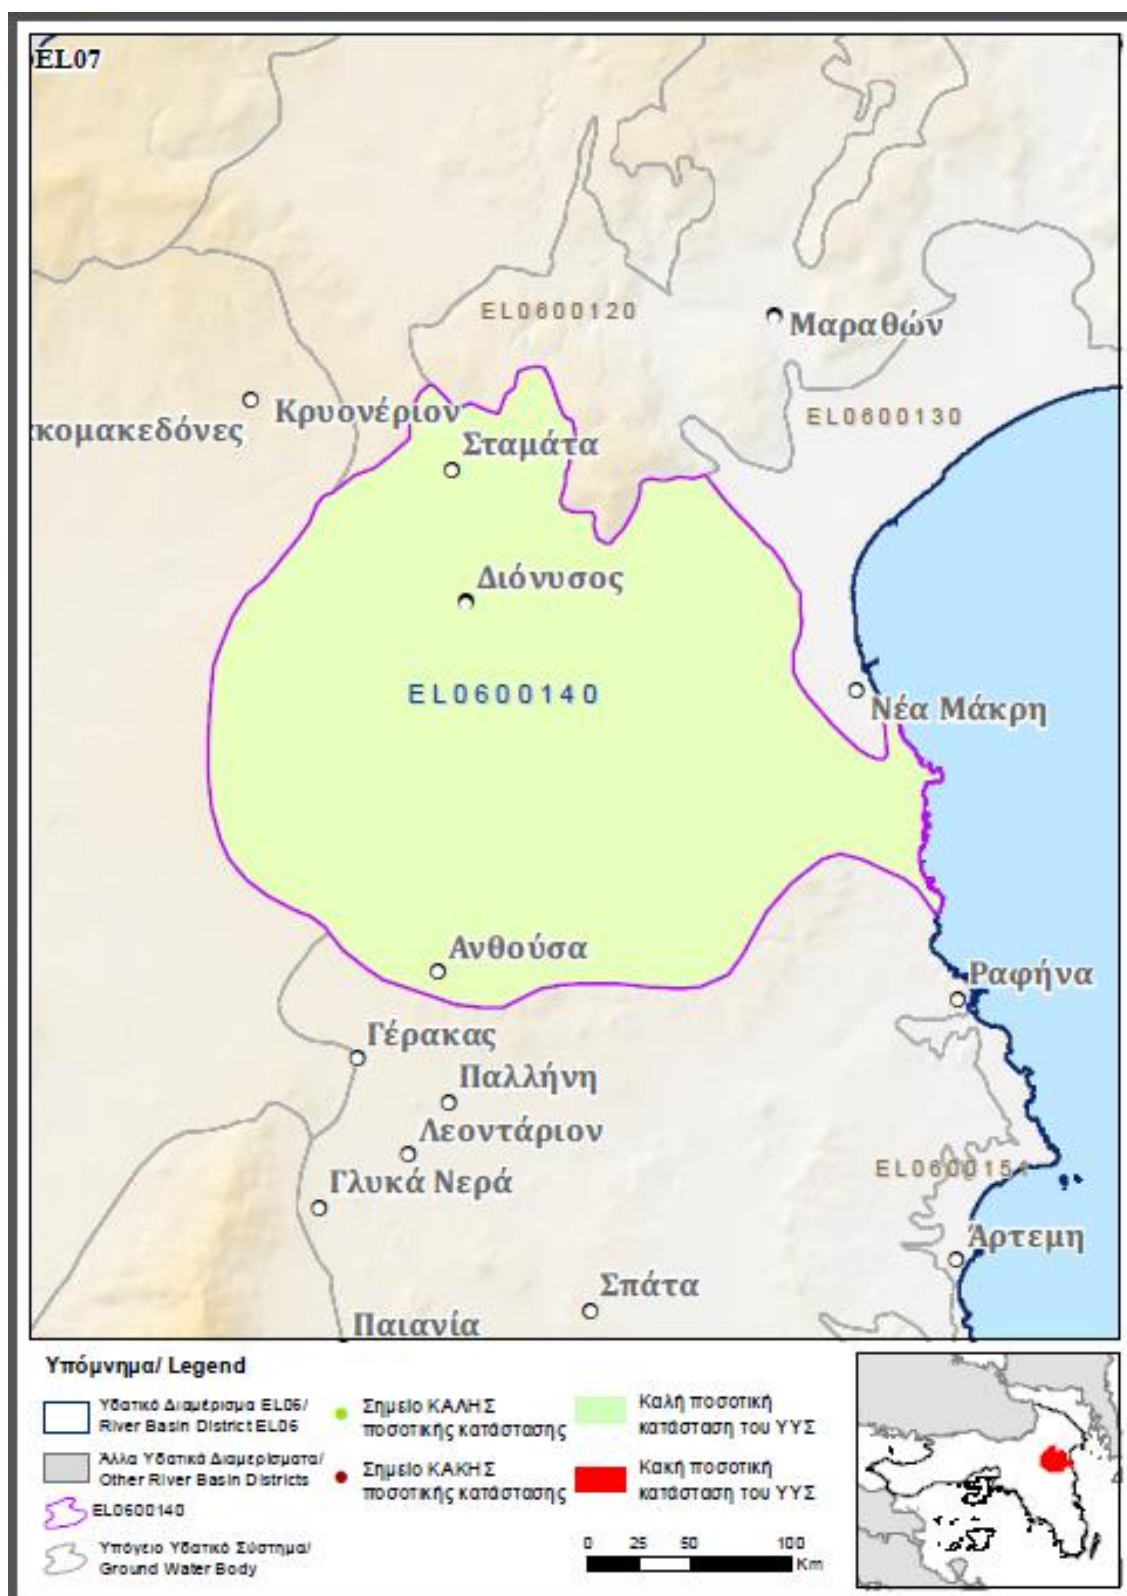 EL07
EL0600120
Μαραθών
Κρυονέριον
EL0600130
κομακεδόνες
Σταμάτα
Διόνυσος
EL0600140
Νέα Μάκρη
Ανθούσα
Ραφήνα
Γέρακας
Παλλήνη
Λεοντάριον
EL0600151
Γλυκά Νερά
Άρτεμη
Σπάτα
Παιανία
Υπόμνημα/ Legend
Υδατικό Διαμέρισμα EL06/
River Basin District EL06
Άλλα Υδατικά Διαμερίσματα/
Other River Basin Districts
EL0600140
Υπόγειο Υδατικό Σύστημα/
Ground Water Body
Σημείο ΚΑΛΗΣ
ποσοτικής κατάστασης
Σημείο ΚΑΚΗΣ
ποσοτικής κατάστασης
Καλή ποσοτική
κατάσταση του ΥΥΣ
Κακή ποσοτική
κατάσταση του ΥΥΣ
0 25 50 100
Km